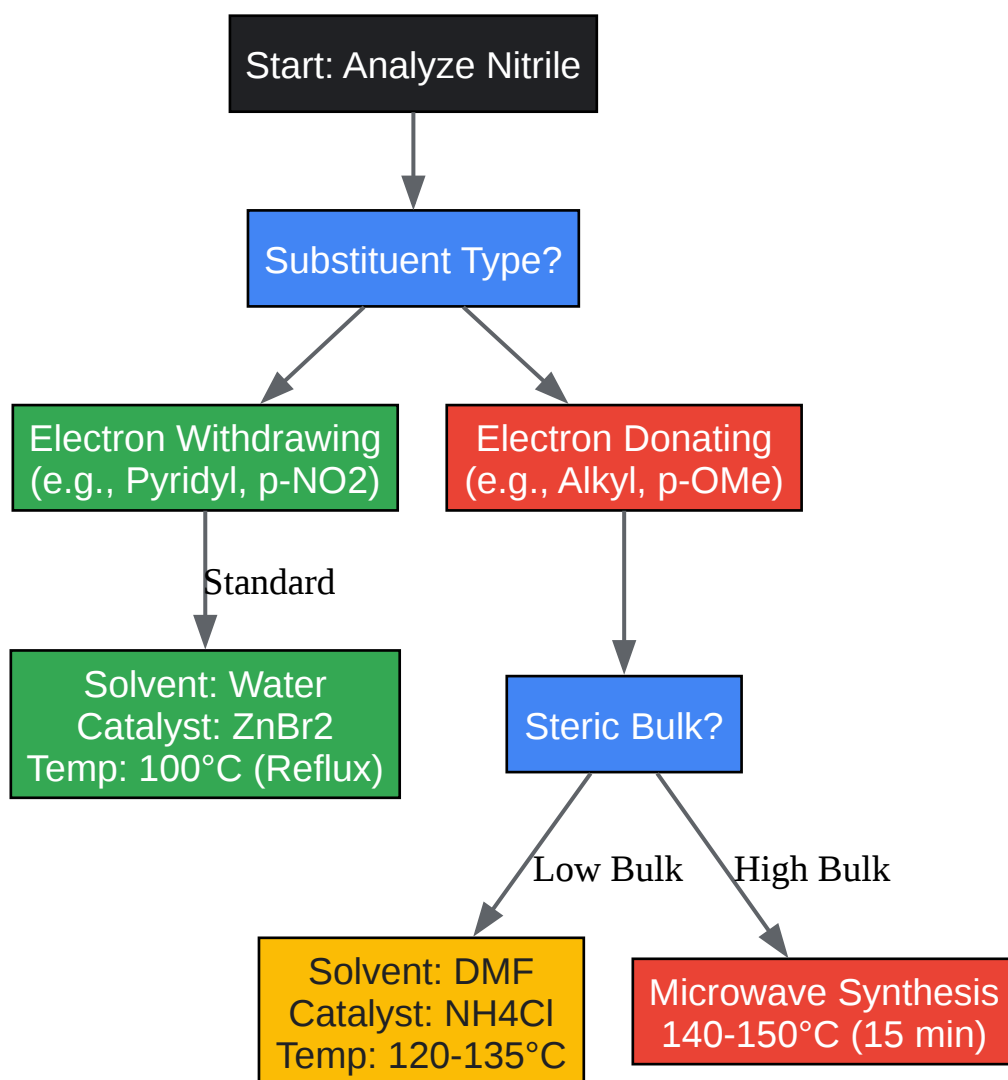 Start: Analyze Nitrile
Substituent Type?
Electron Withdrawing
(e.g., Pyridyl, p-NO2)
Electron Donating
(e.g., Alkyl, p-OMe)
Standard
Solvent: Water
Catalyst: ZnBr2
Temp: 100°C (Reflux)
Steric Bulk?
Low Bulk
High Bulk
Solvent: DMF
Catalyst: NH4Cl
Temp: 120-135°C
Microwave Synthesis
140-150°C (15 min)